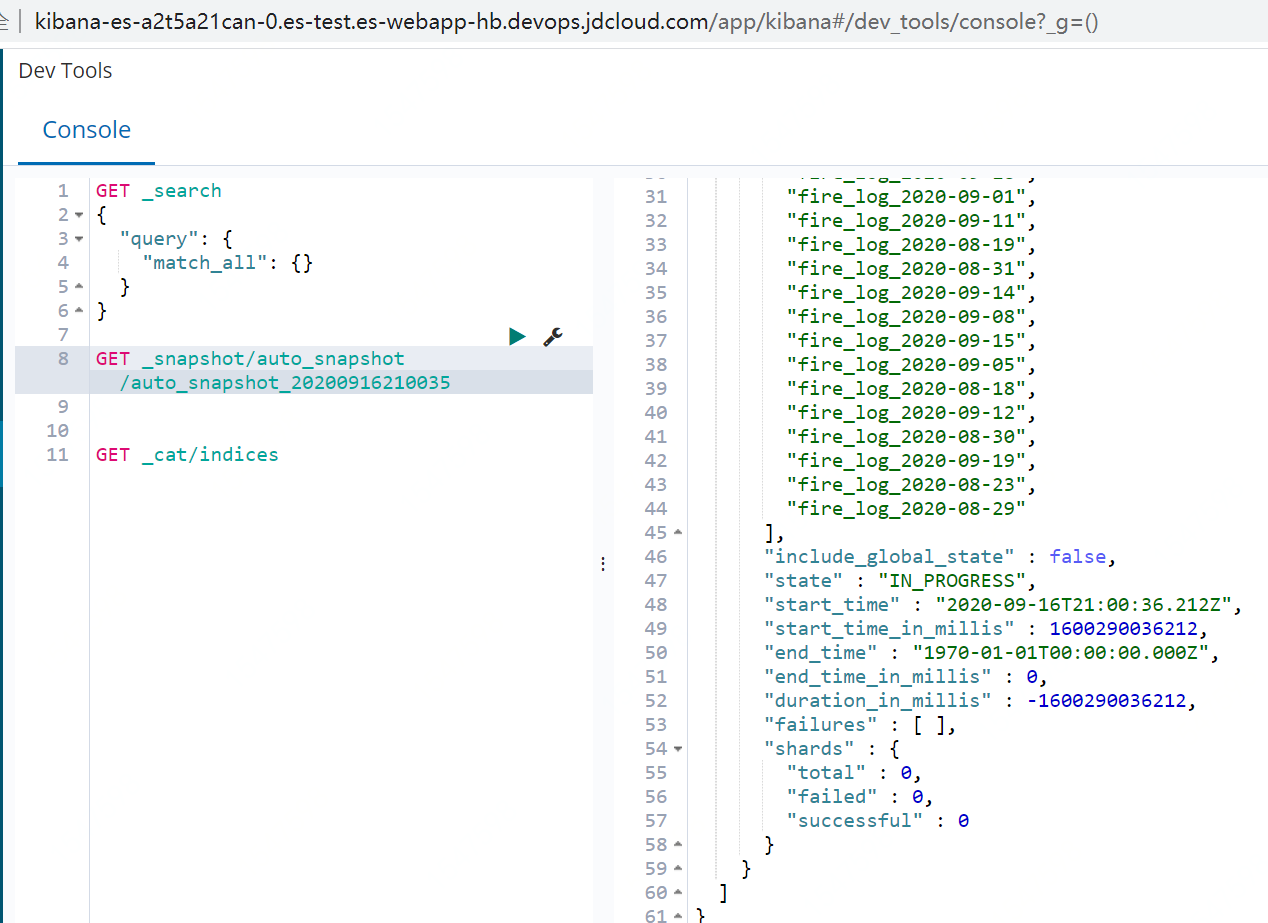 kibana-es-a2t5a21can-0.es-test.es-webapp-hb.devops.jdcloud.com/app/kibana#/dev_tools/console?_g=()
Dev Tools
Console
1 GET _search
2 {
3 "query": {
4 "match_all": {}
5 }
6 }
7
8 GET _snapshot/auto_snapshot
/auto_snapshot_20200916210035
9
10
11 GET _cat/indices
31 "fire_log_2020-09-01",
32 "fire_log_2020-09-11",
33 "fire_log_2020-08-19",
34 "fire_log_2020-08-31",
35 "fire_log_2020-09-14",
36 "fire_log_2020-09-08",
37 "fire_log_2020-09-15",
38 "fire_log_2020-09-05",
39 "fire_log_2020-08-18",
40 "fire_log_2020-09-12",
41 "fire_log_2020-08-30",
42 "fire_log_2020-09-19",
43 "fire_log_2020-08-23",
44 "fire_log_2020-08-29"
45 ],
46 "include_global_state" : false,
47 "state" : "IN_PROGRESS",
48 "start_time" : "2020-09-16T21:00:36.212Z",
49 "start_time_in_millis" : 1600290036212,
50 "end_time" : "1970-01-01T00:00:00.000Z",
51 "end_time_in_millis" : 0,
52 "duration_in_millis" : -1600290036212,
53 "failures" : [ ],
54 "shards" : {
55 "total" : 0,
56 "failed" : 0,
57 "successful" : 0
58 }
59 }
60 ]
61 }